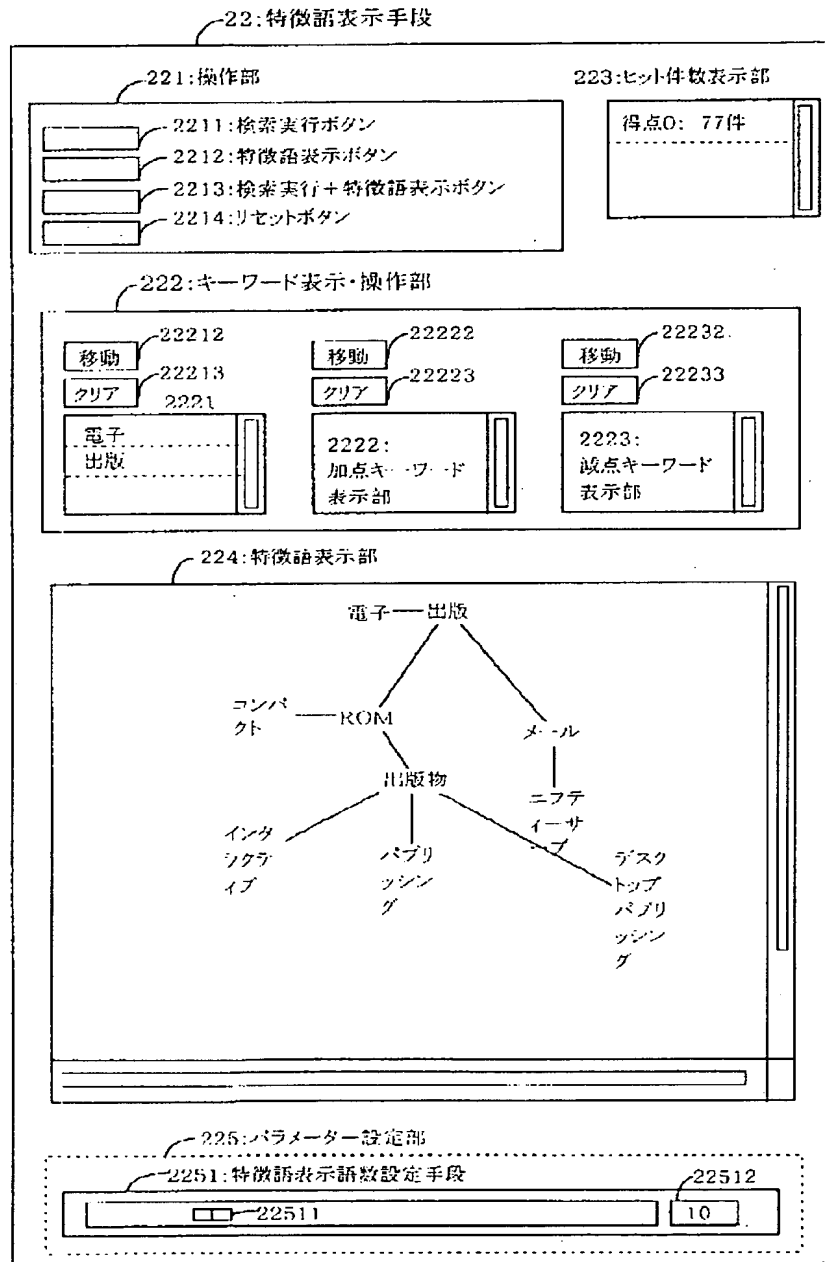 22:特徴語表示手段
221:操作部
223:ヒット件数表示部
2211:検索実行ボタン
2212:特徴語表示ボタン
2213:検索実行+特徴語表示ボタン
2214:リセットボタン
得点0: 77件
222:キーワード表示・操作部
移動
22212
クリア
22213
2221
電子
出版
移動
22222
クリア
22223
2222:
加点キーワード
表示部
移動
22232
クリア
22233
2223:
減点キーワード
表示部
224:特徴語表示部
電子
出版
コンパ
クト
ROM
メール
出版物
ニフテ
ィーサ
ーブ
インタ
ラクテ
ィブ
パブリ
ッシン
グ
デスク
トップ
パブリ
ッシン
グ
225:パラメーター設定部
2251:特徴語表示語数設定手段
22512
22511
10